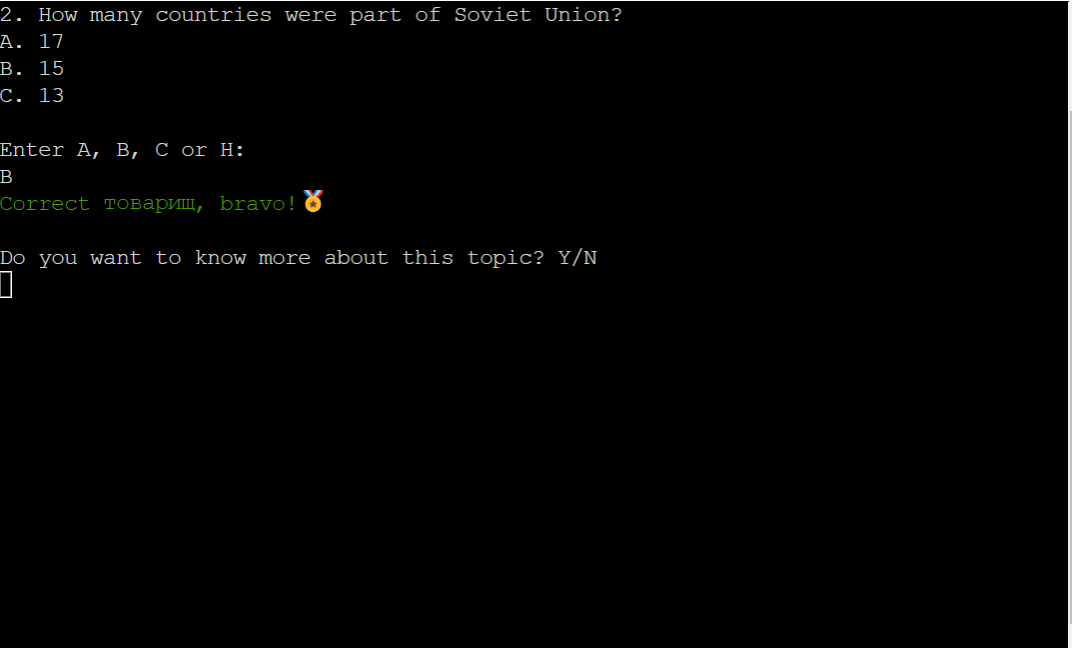 2. How many countries were part of Soviet Union?
A. 17
B. 15
C. 13
Enter A, B, C or H:
B
Correct товарищ, bravo!🏅
Do you want to know more about this topic? Y/N